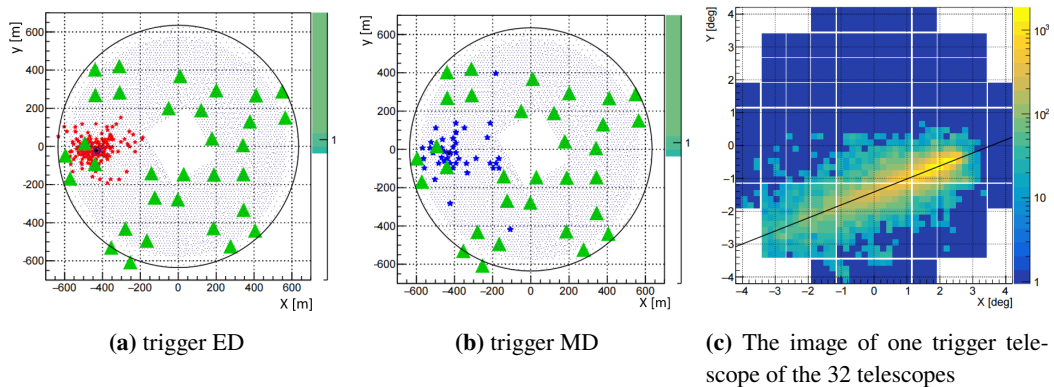 y [m]
600
400
200
0
−200
−400
−600
−600 −400 −200 0 200 400 600
X [m]
1
(a) trigger ED
y [m]
600
400
200
0
−200
−400
−600
−600 −400 −200 0 200 400 600
X [m]
1
(b) trigger MD
Y [deg]
4
3
2
1
0
−1
−2
−3
−4
−4 −3 −2 −1 0 1 2 3 4
X [deg]
10³
10²
10
1
(c) The image of one trigger tele-
scope of the 32 telescopes